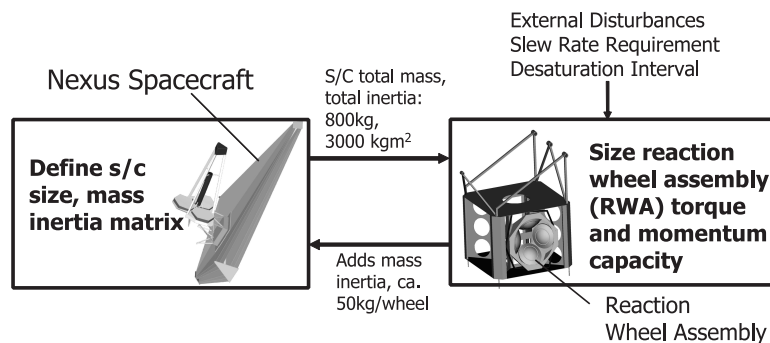 External Disturbances
Slew Rate Requirement
Desaturation Interval
Nexus Spacecraft
S/C total mass,
total inertia:
800kg,
3000 kgm²
Define s/c
size, mass
inertia matrix
Size reaction
wheel assembly
(RWA) torque
and momentum
capacity
Adds mass
inertia, ca.
50kg/wheel
Reaction
Wheel Assembly